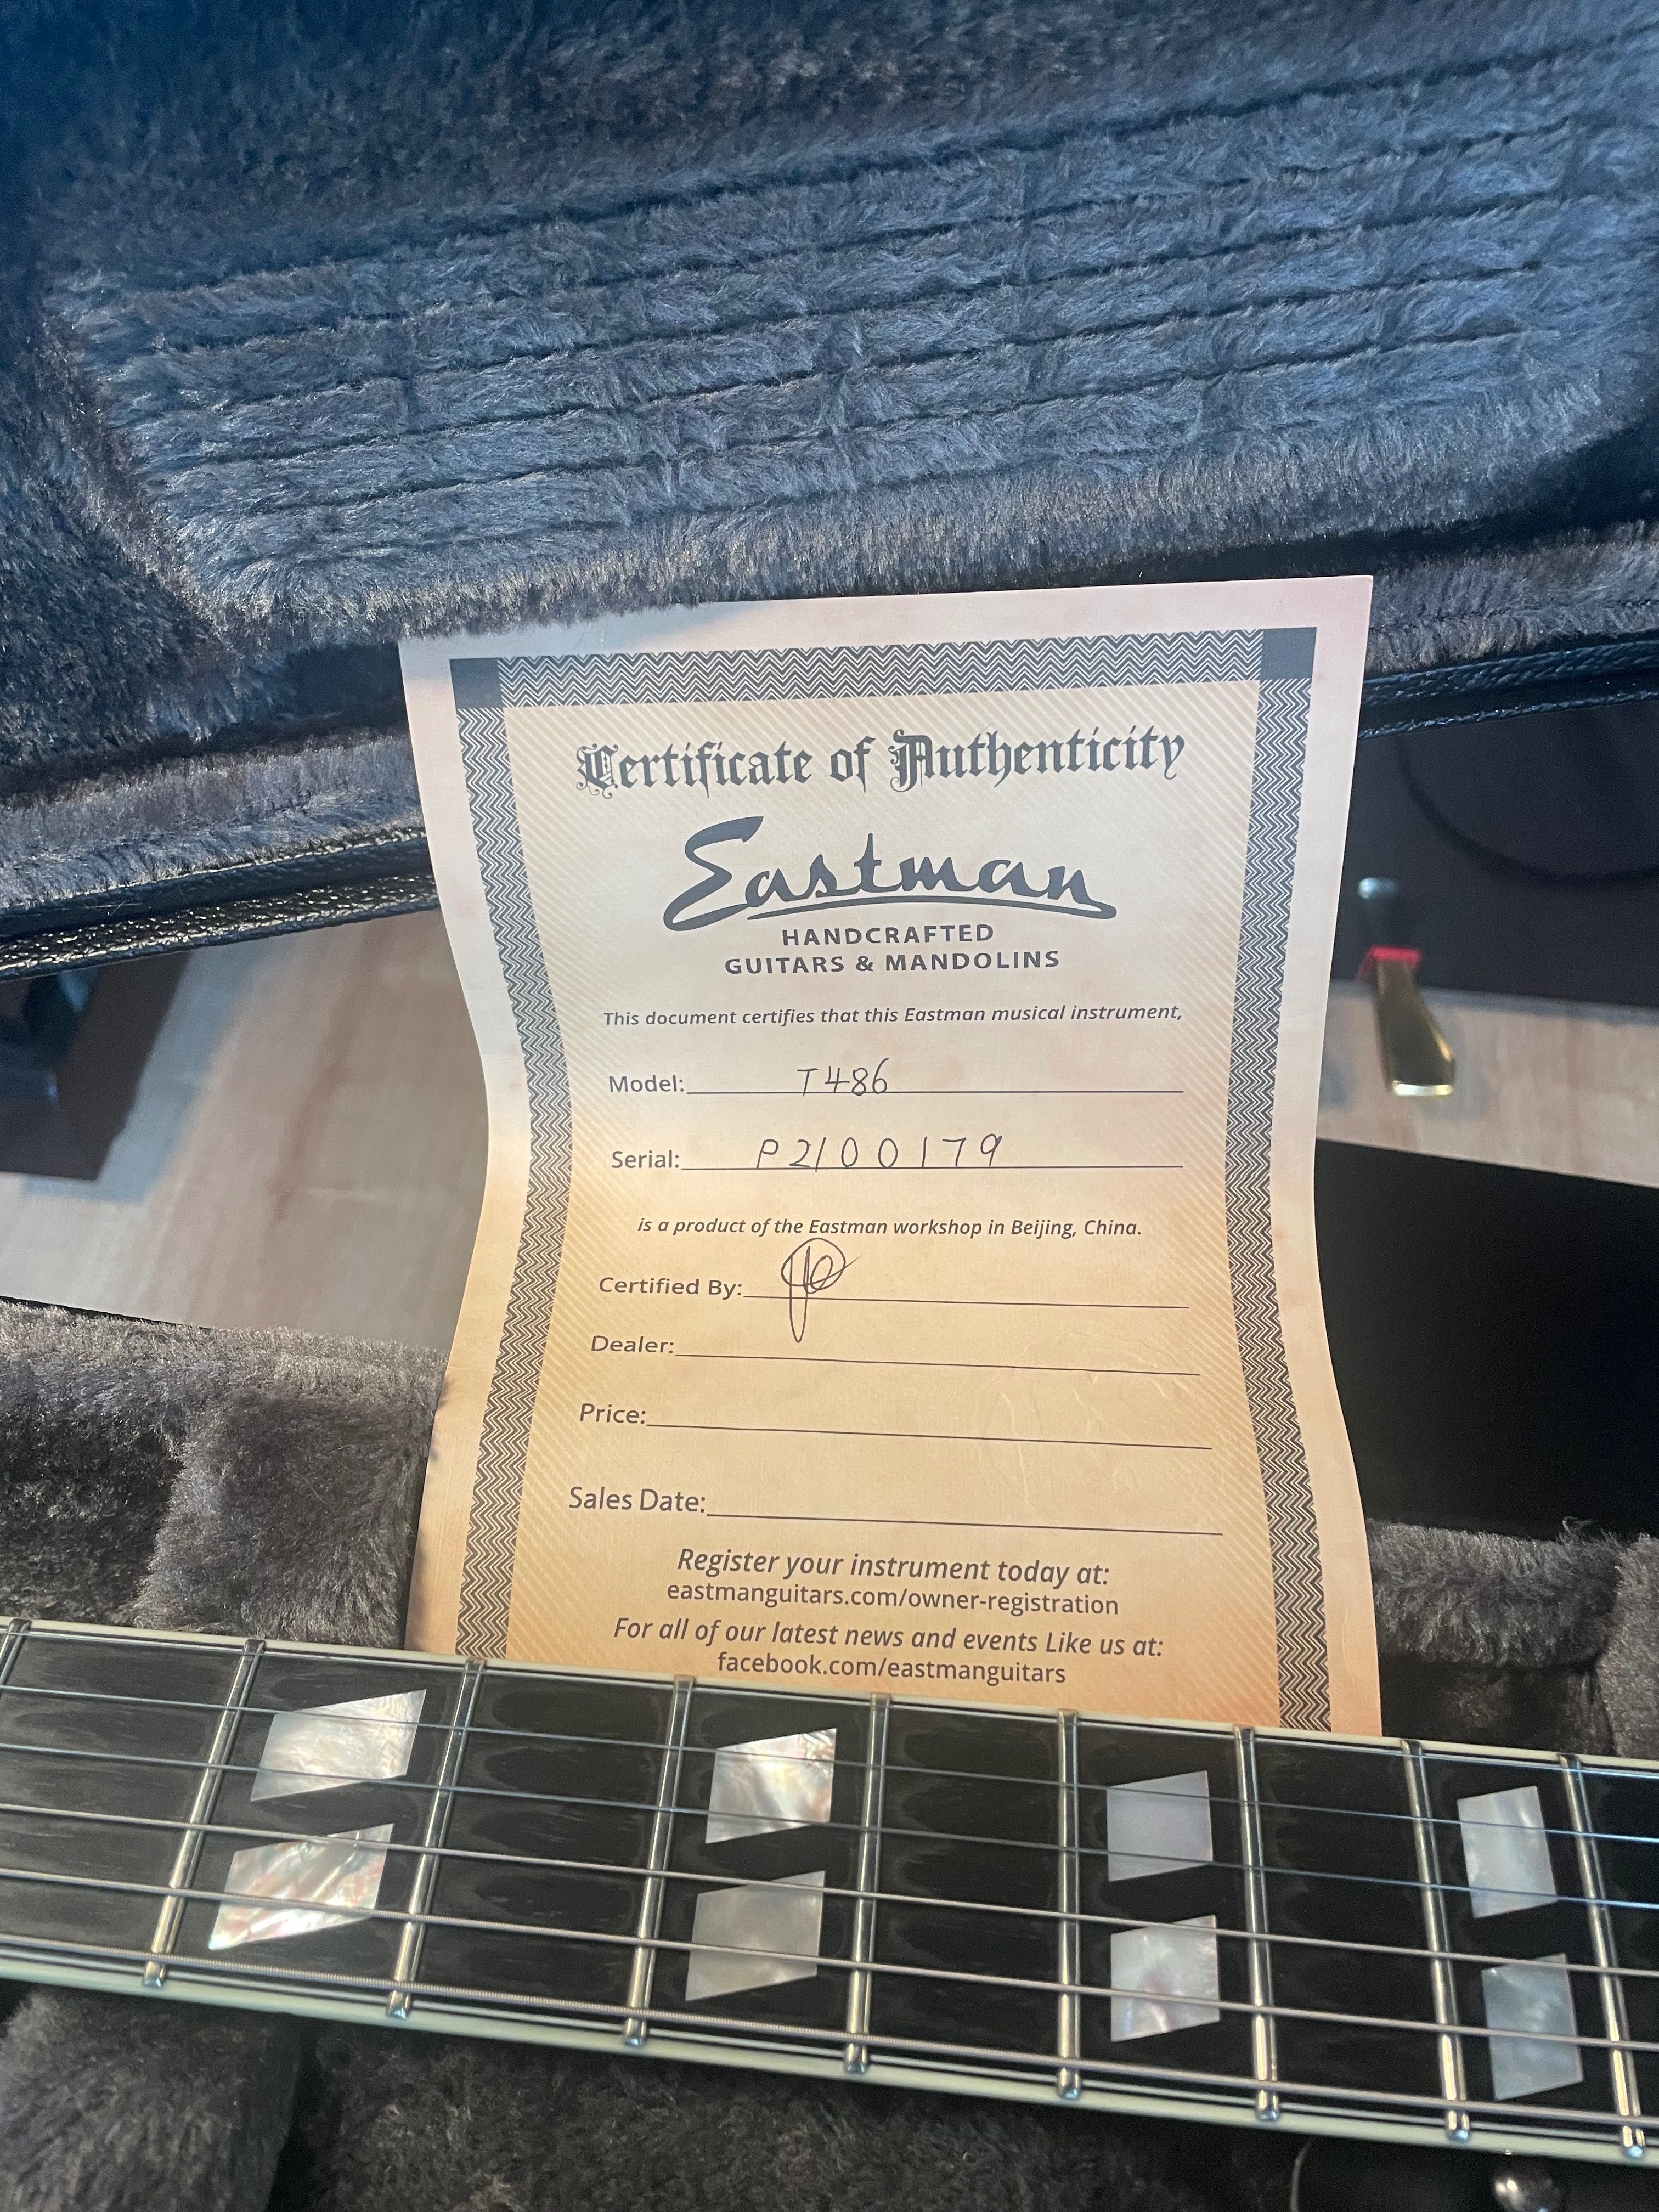 Certificate of Authenticity
Eastman
HANDCRAFTED
GUITARS & MANDOLINS
This document certifies that this Eastman musical instrument,
Model: T486
Serial: P2100179
is a product of the Eastman workshop in Beijing, China.
Certified By:
Dealer:
Price:
Sales Date:
Register your instrument today at:
eastmanguitars.com/owner-registration
For all of our latest news and events Like us at:
facebook.com/eastmanguitars